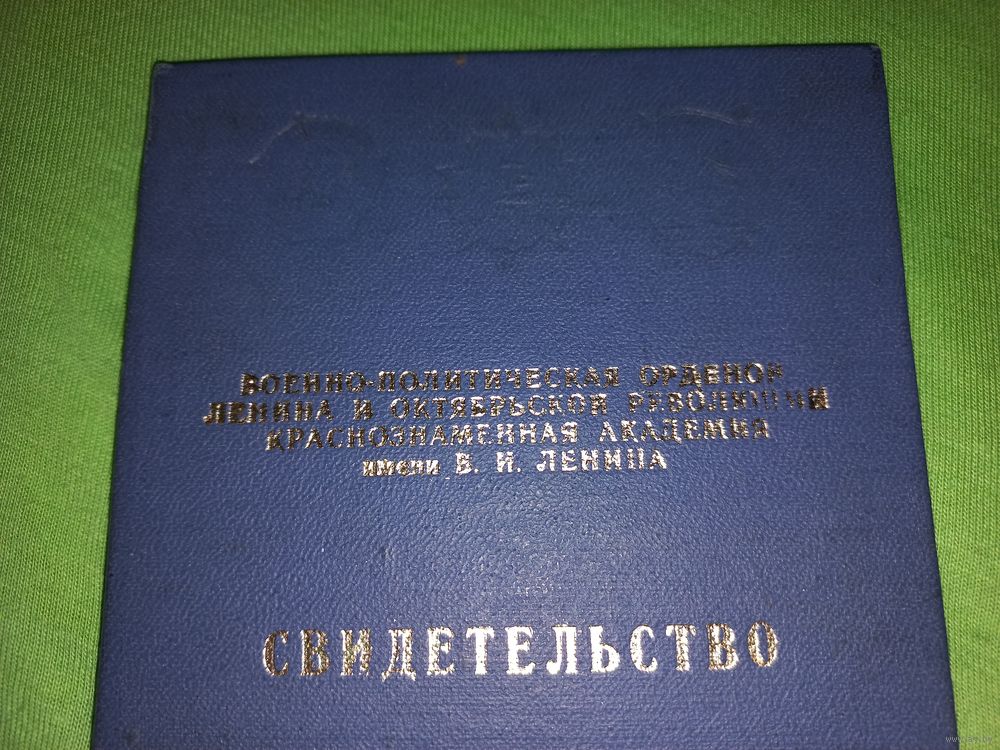 ВОЕННО-ПОЛИТИЧЕСКАЯ ОРДЕНОВ
ЛЕНИНА И ОКТЯБРЬСКОЙ РЕВОЛЮЦИИ
КРАСНОЗНАМЕННАЯ АКАДЕМИЯ
имени В. И. ЛЕНИНА
СВИДЕТЕЛЬСТВО